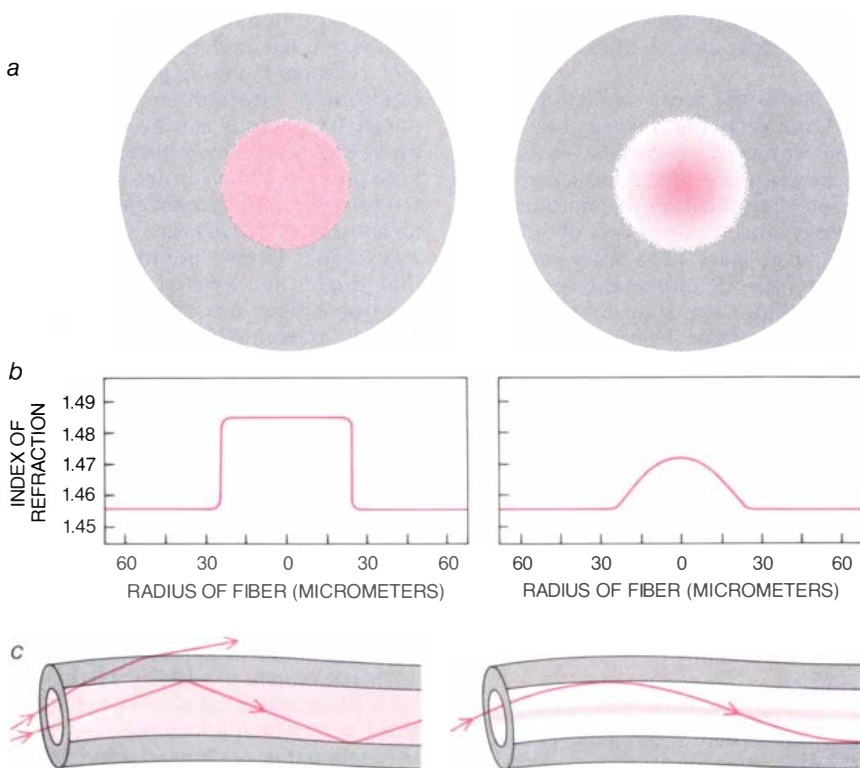 a
b
INDEX OF
REFRACTION
1.49
1.48
1.47
1.46
1.45
60 30 0 30 60
60 30 0 30 60
RADIUS OF FIBER (MICROMETERS)
RADIUS OF FIBER (MICROMETERS)
c